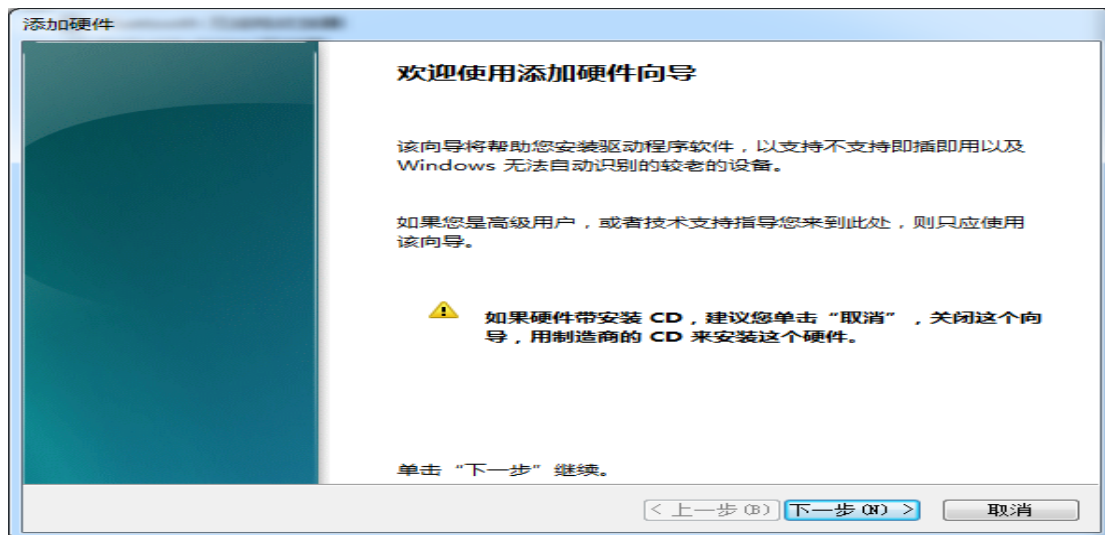 添加硬件
欢迎使用添加硬件向导
该向导将帮助您安装驱动程序软件，以支持不支持即插即用以及
Windows 无法自动识别的较老的设备。
如果您是高级用户，或者技术支持指导您来到此处，则只应使用
该向导。
如果硬件带安装 CD，建议您单击“取消”，关闭这个向
导，用制造商的 CD 来安装这个硬件。
单击“下一步”继续。
< 上一步(B) 下一步(N) > 取消